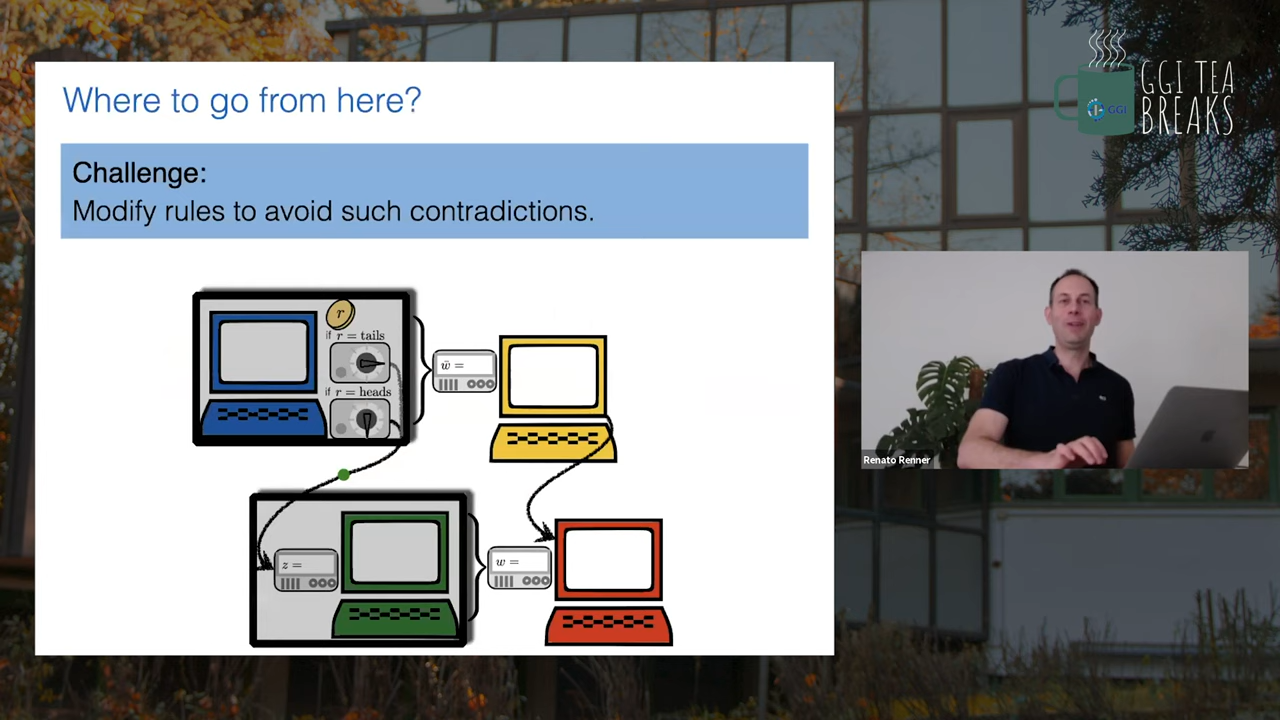 Where to go from here?
Challenge:
Modify rules to avoid such contradictions.
r
if r = tails
if r = heads
w̄ =
z =
w =
GGI TEA
BREAKS
GGI
Renato Renner